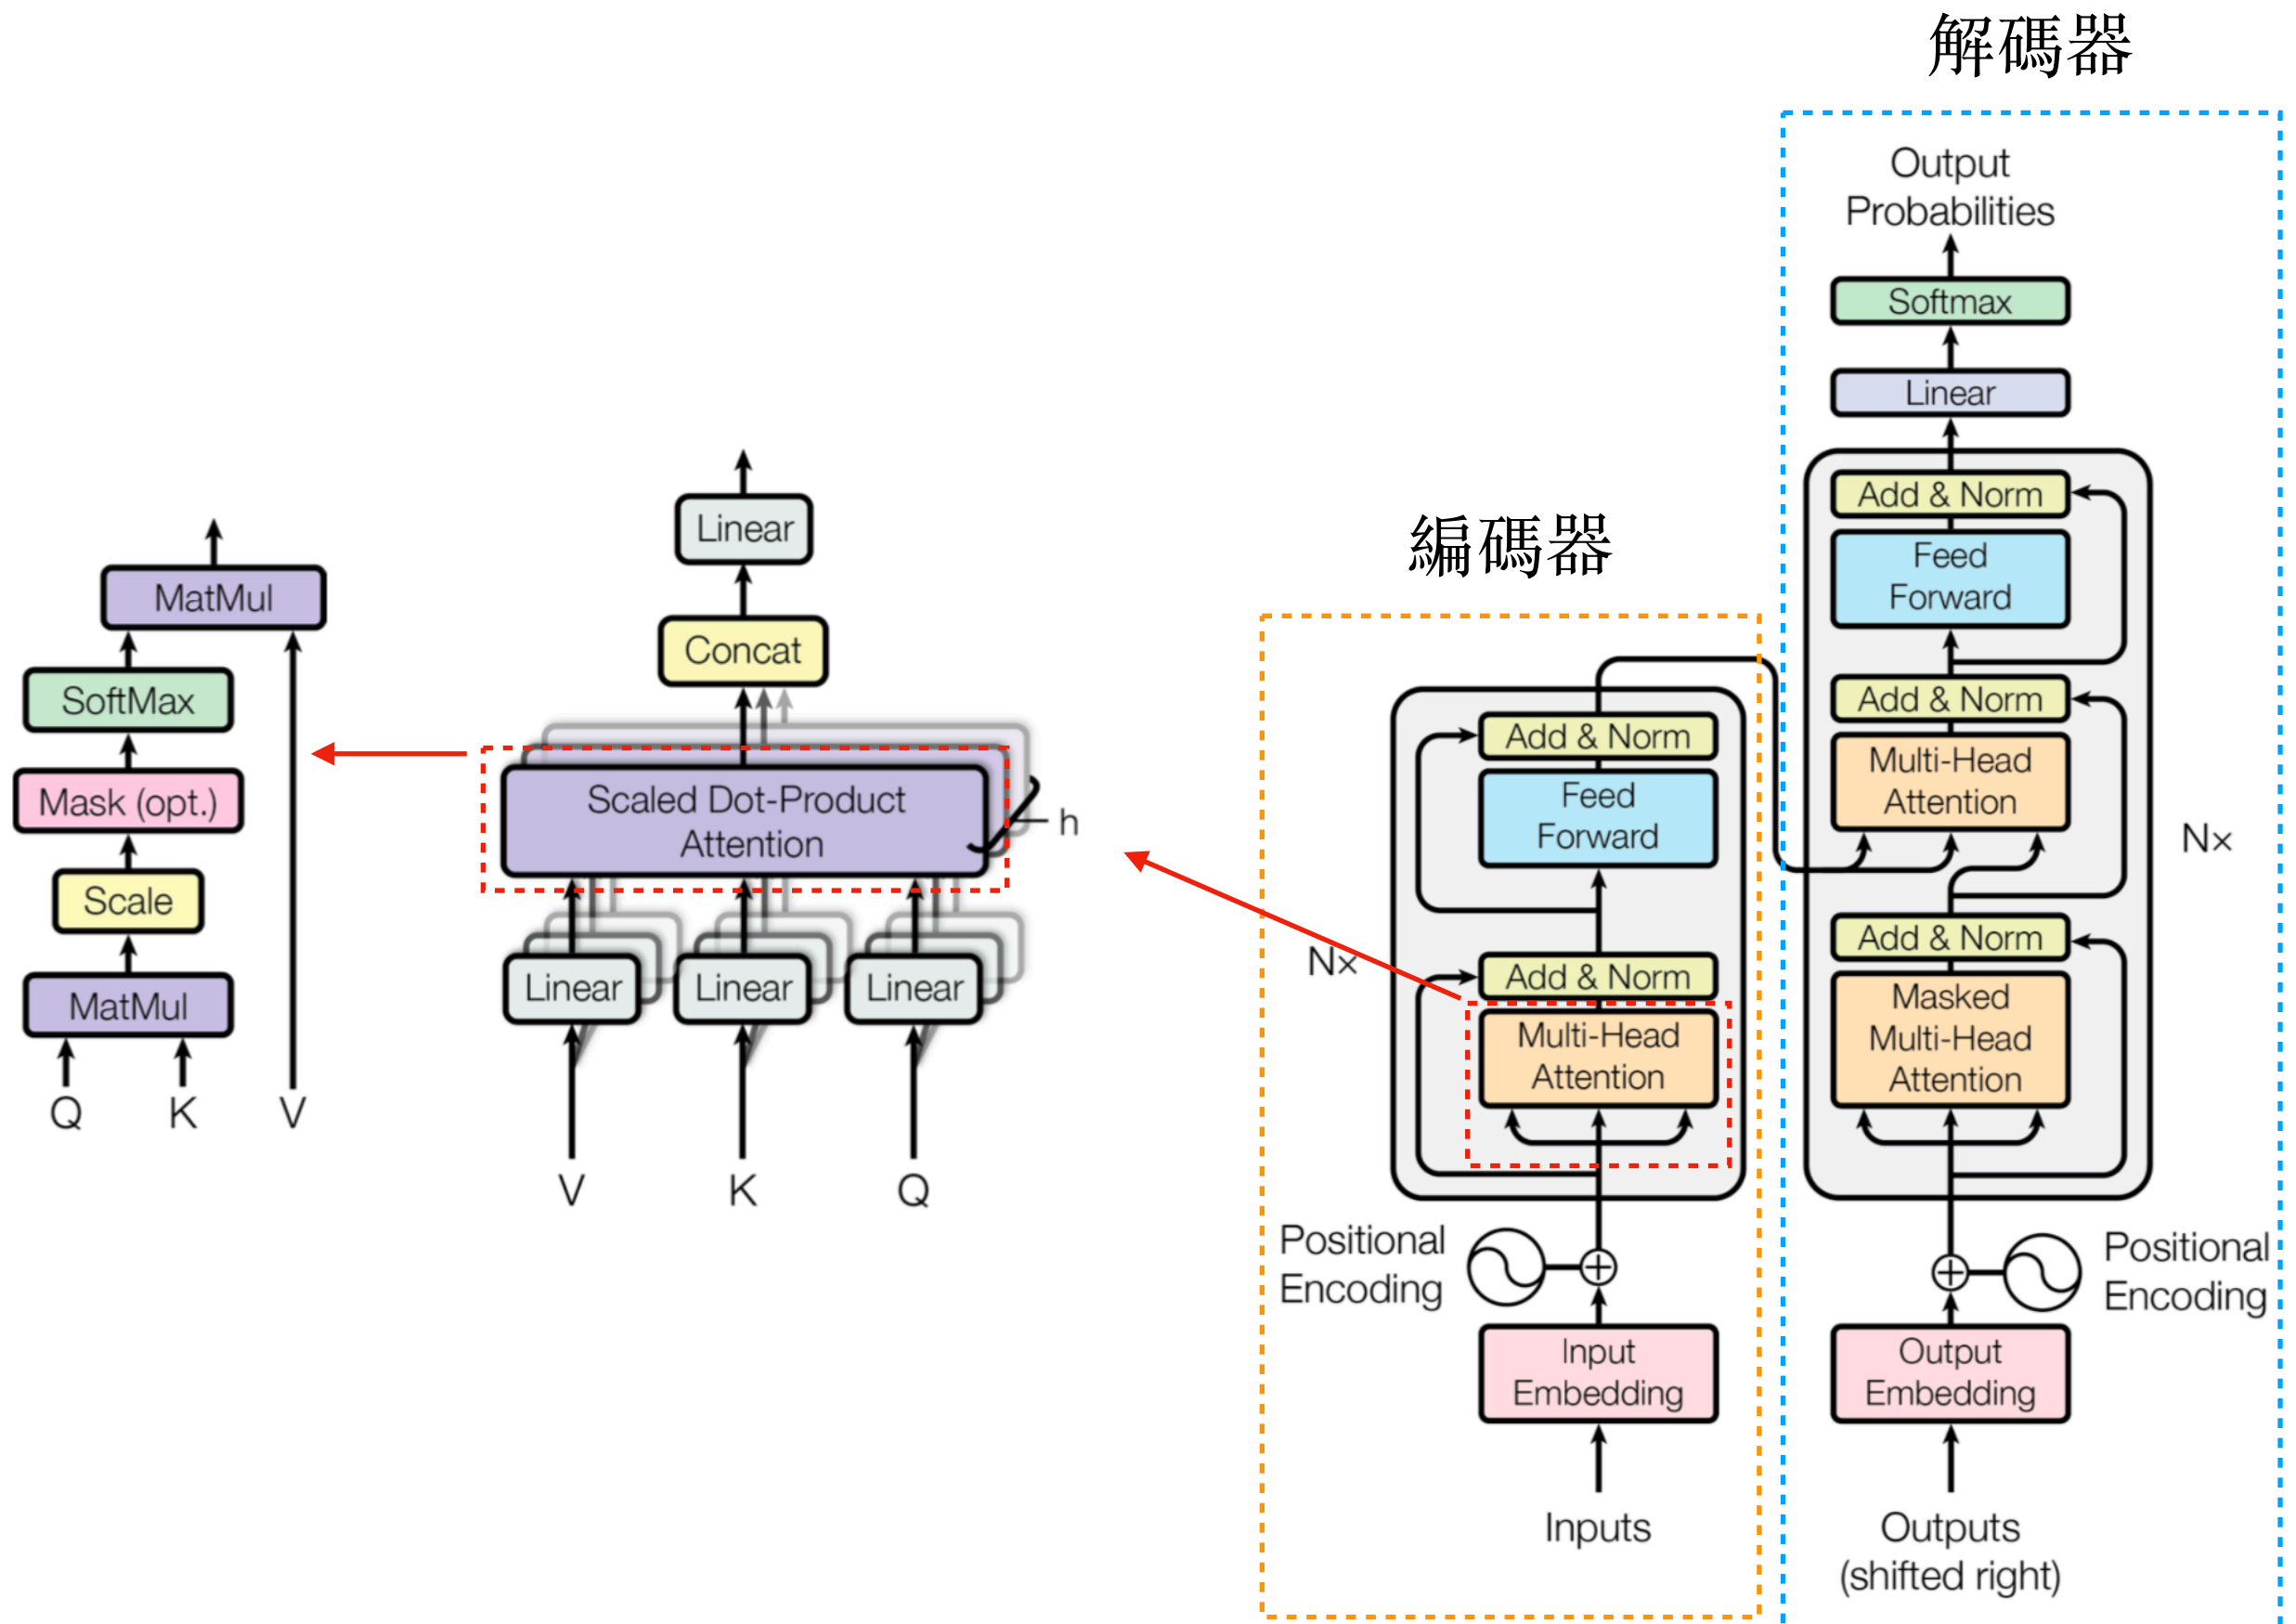 MatMul
SoftMax
Mask (opt.)
Scale
MatMul
Q
K
V
Linear
Concat
Scaled Dot-Product
Attention
h
Linear
Linear
Linear
V
K
Q
編碼器
Add & Norm
Feed
Forward
N×
Add & Norm
Multi-Head
Attention
Positional
Encoding
Input
Embedding
Inputs
解碼器
Output
Probabilities
Softmax
Linear
Add & Norm
Feed
Forward
Add & Norm
Multi-Head
Attention
N×
Add & Norm
Masked
Multi-Head
Attention
Positional
Encoding
Output
Embedding
Outputs
(shifted right)